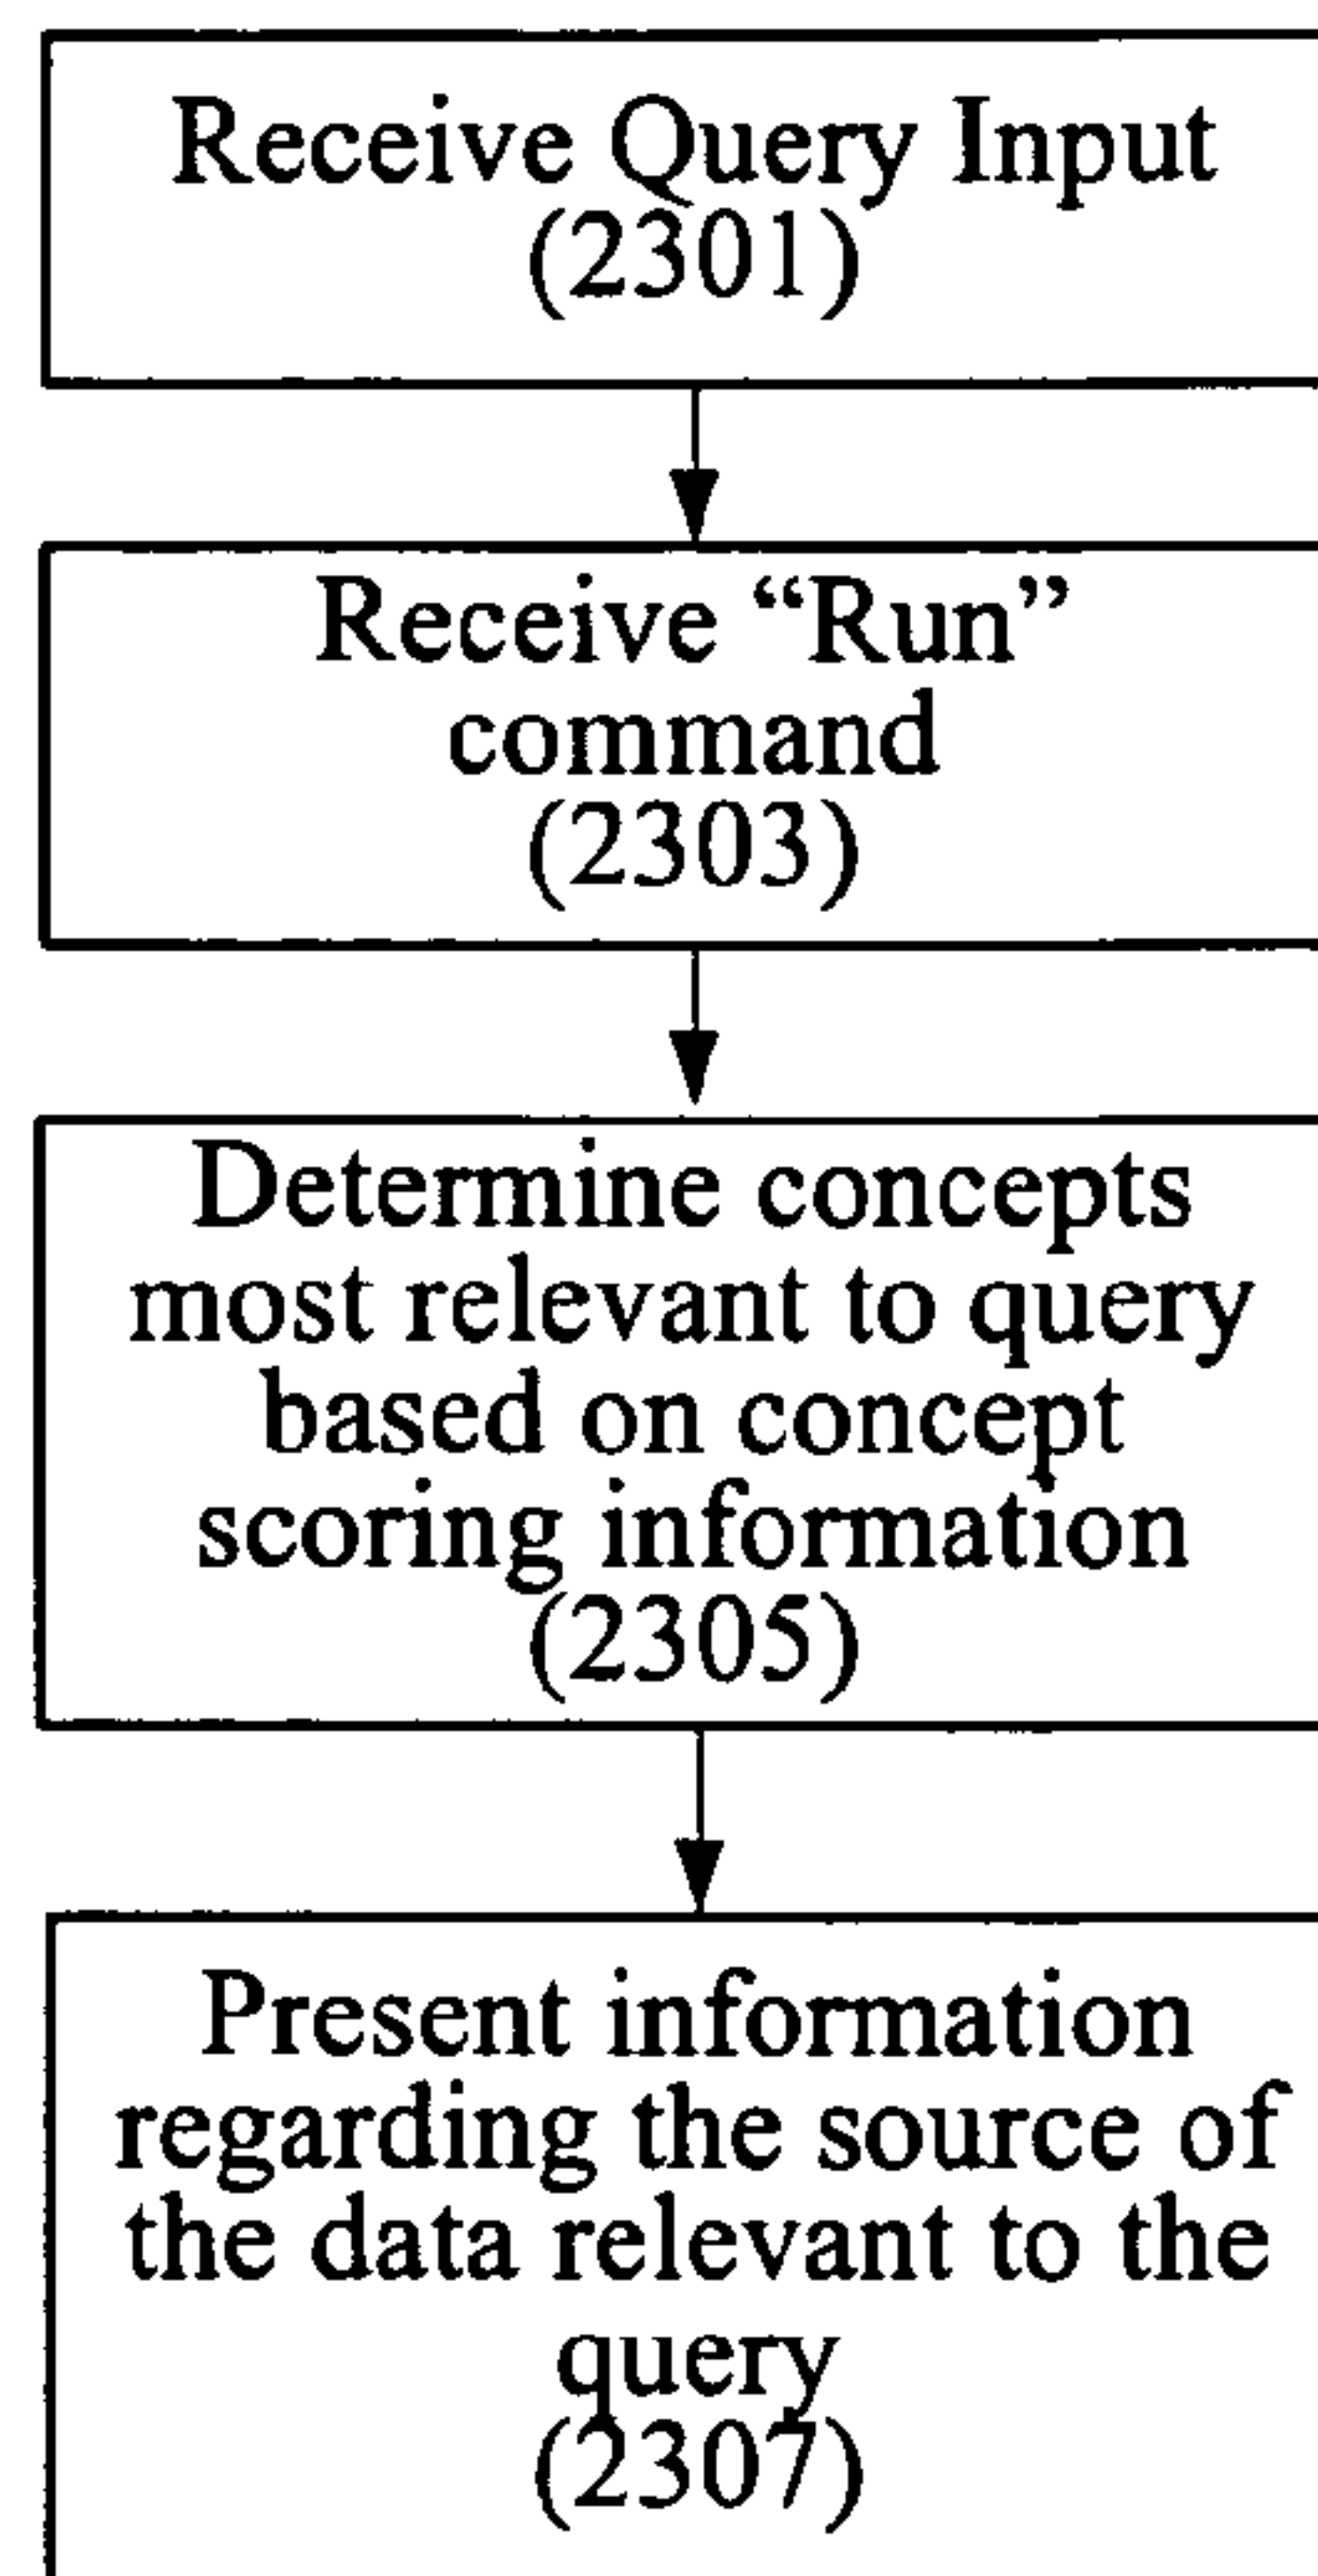 Receive Query Input
(2301)
Receive “Run”
command
(2303)
Determine concepts
most relevant to query
based on concept
scoring information
(2305)
Present information
regarding the source of
the data relevant to the
query
(2307)